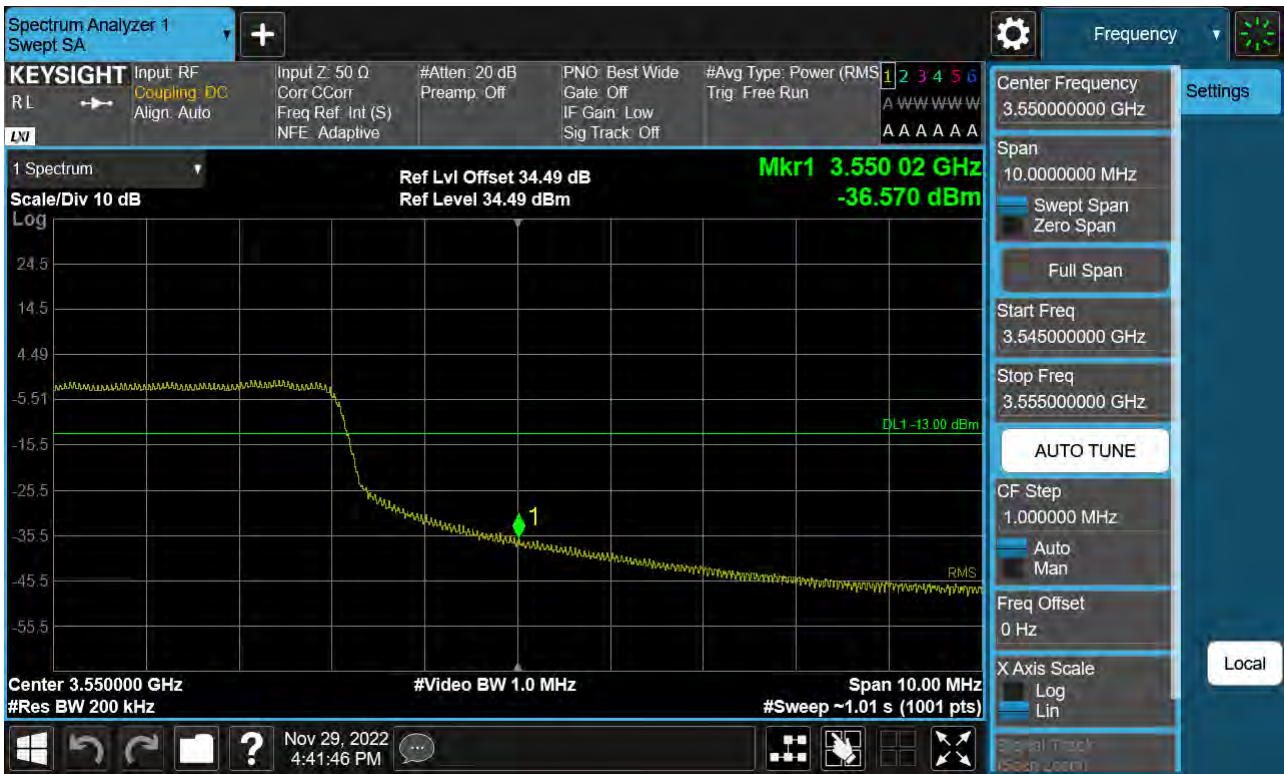 Spectrum Analyzer 1
Swept SA
Frequency
KEYSIGHT
RL
LXI
Input: RF
Coupling: DC
Align: Auto
Input Z: 50 Ω
Corr CCorr
Freq Ref: Int (S)
NFE: Adaptive
#Atten: 20 dB
Preamp: Off
PNO: Best Wide
Gate: Off
IF Gain: Low
Sig Track: Off
#Avg Type: Power (RMS
Trig: Free Run
1 2 3 4 5 6
A W W W W W
A A A A A A
1 Spectrum
Scale/Div 10 dB
Log
Ref Lvl Offset 34.49 dB
Ref Level 34.49 dBm
Mkr1 3.550 02 GHz
-36.570 dBm
24.5
14.5
4.49
-5.51
DL1 -13.00 dBm
-15.5
-25.5
1
-35.5
RMS
-45.5
-55.5
Center 3.550000 GHz
#Res BW 200 kHz
#Video BW 1.0 MHz
Span 10.00 MHz
#Sweep ~1.01 s (1001 pts)
Center Frequency
3.550000000 GHz
Settings
Span
10.0000000 MHz
Swept Span
Zero Span
Full Span
Start Freq
3.545000000 GHz
Stop Freq
3.555000000 GHz
AUTO TUNE
CF Step
1.000000 MHz
Auto
Man
Freq Offset
0 Hz
X Axis Scale
Log
Lin
Local
Signal Track
(Span Zoom)
Nov 29, 2022
4:41:46 PM